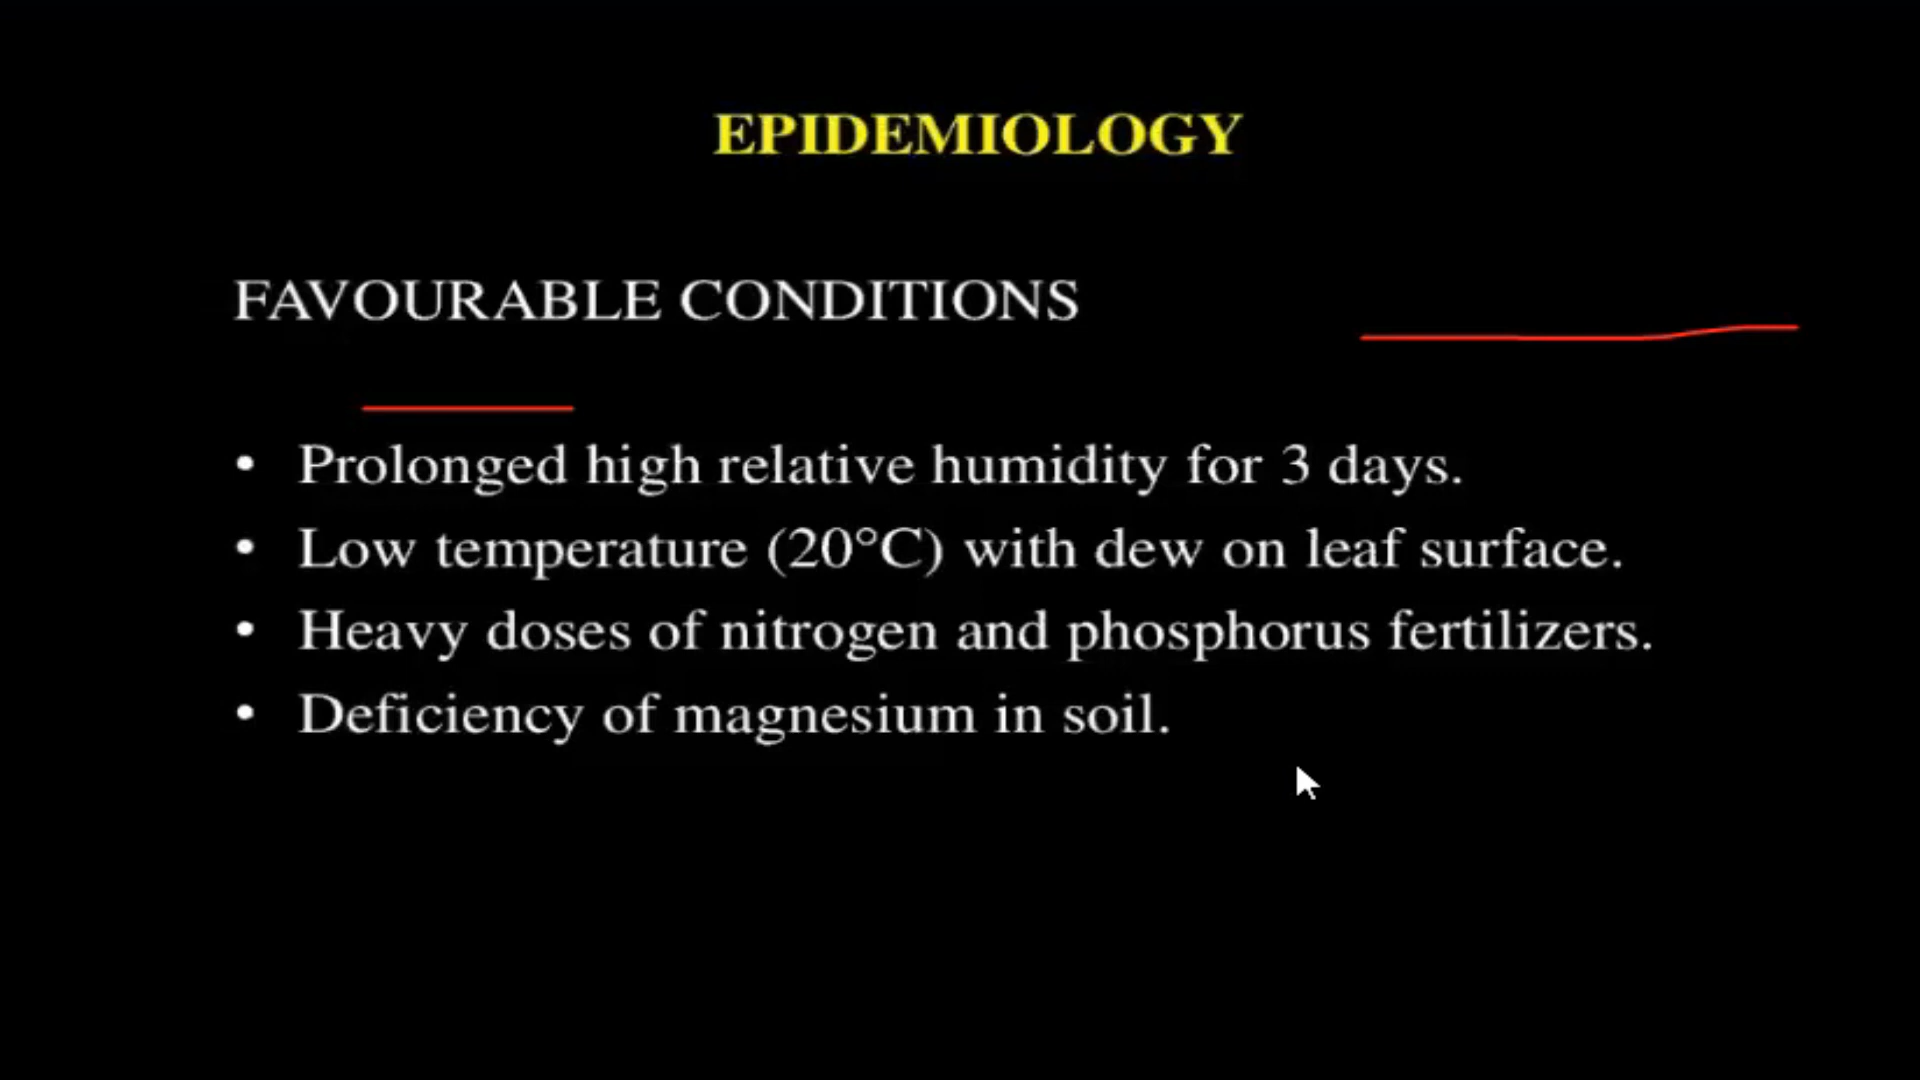 EPIDEMIOLOGY
FAVOURABLE CONDITIONS
• Prolonged high relative humidity for 3 days.
• Low temperature (20°C) with dew on leaf surface.
• Heavy doses of nitrogen and phosphorus fertilizers.
• Deficiency of magnesium in soil.